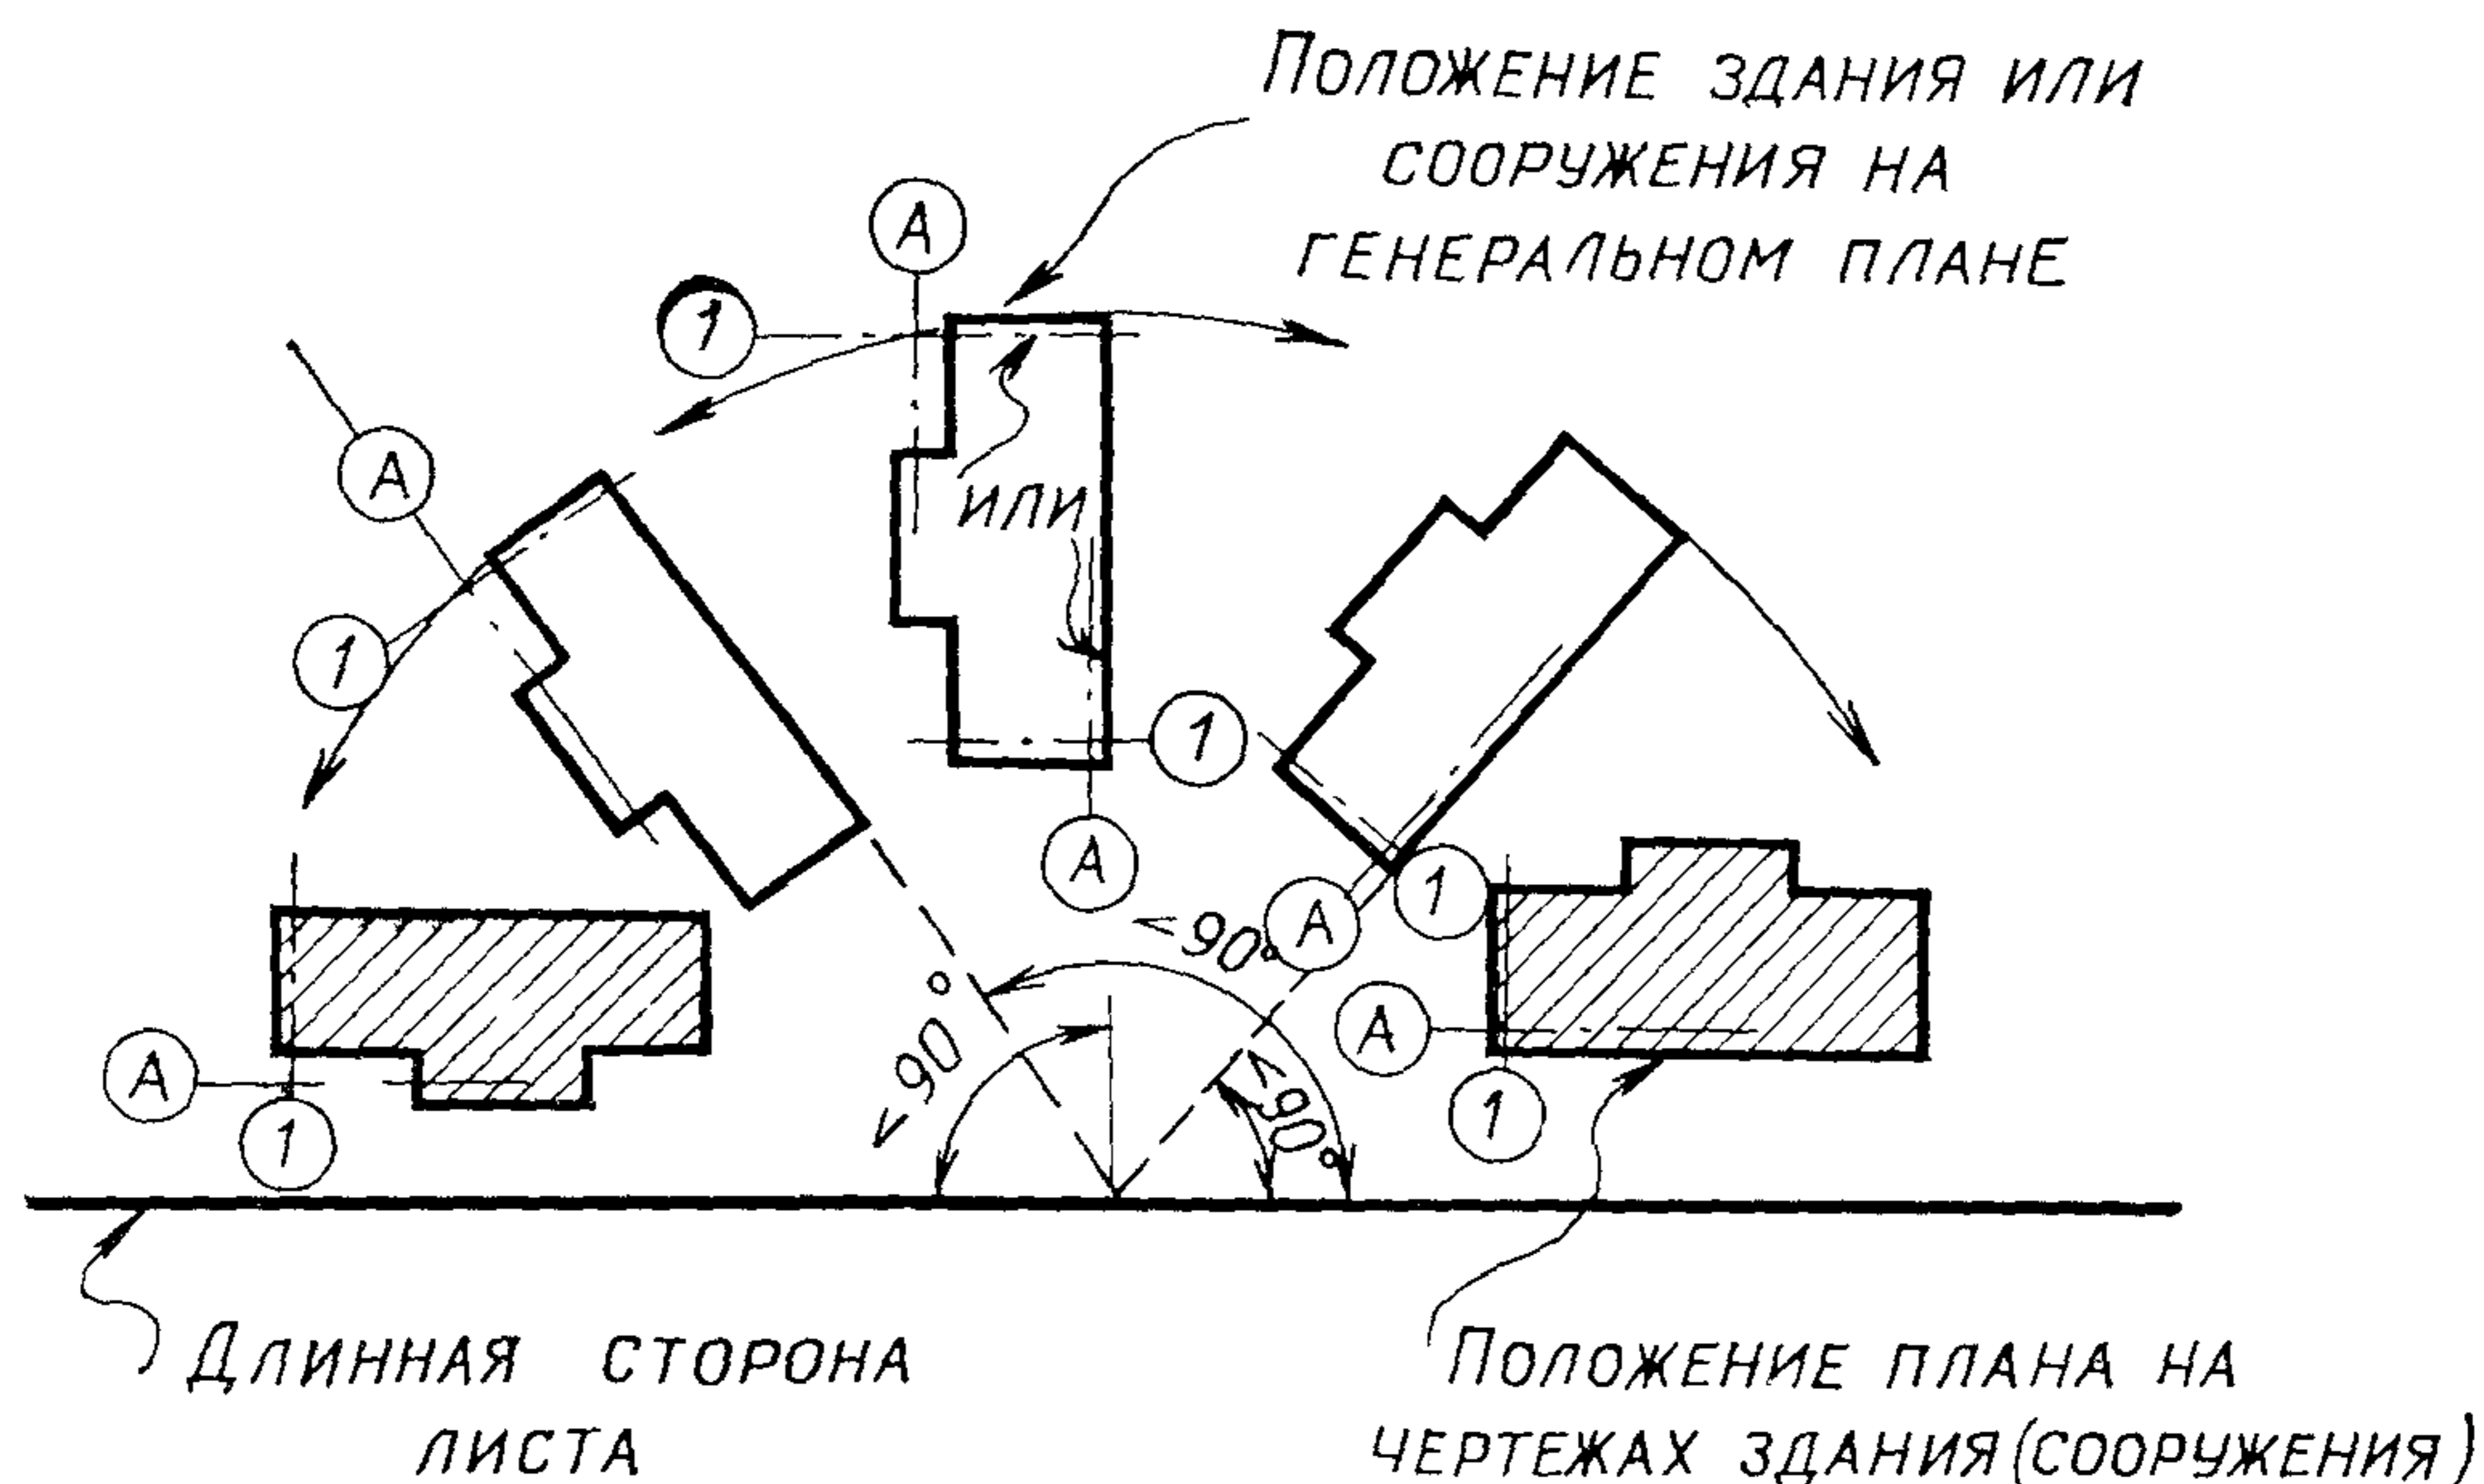 Положение здания или
сооружения на
генеральном плане
А
1
А
1
или
1
А
<90°
А
1
<90°
<90°
А
1
А
1
Длинная сторона
листа
Положение плана на
чертежах здания (сооружения)